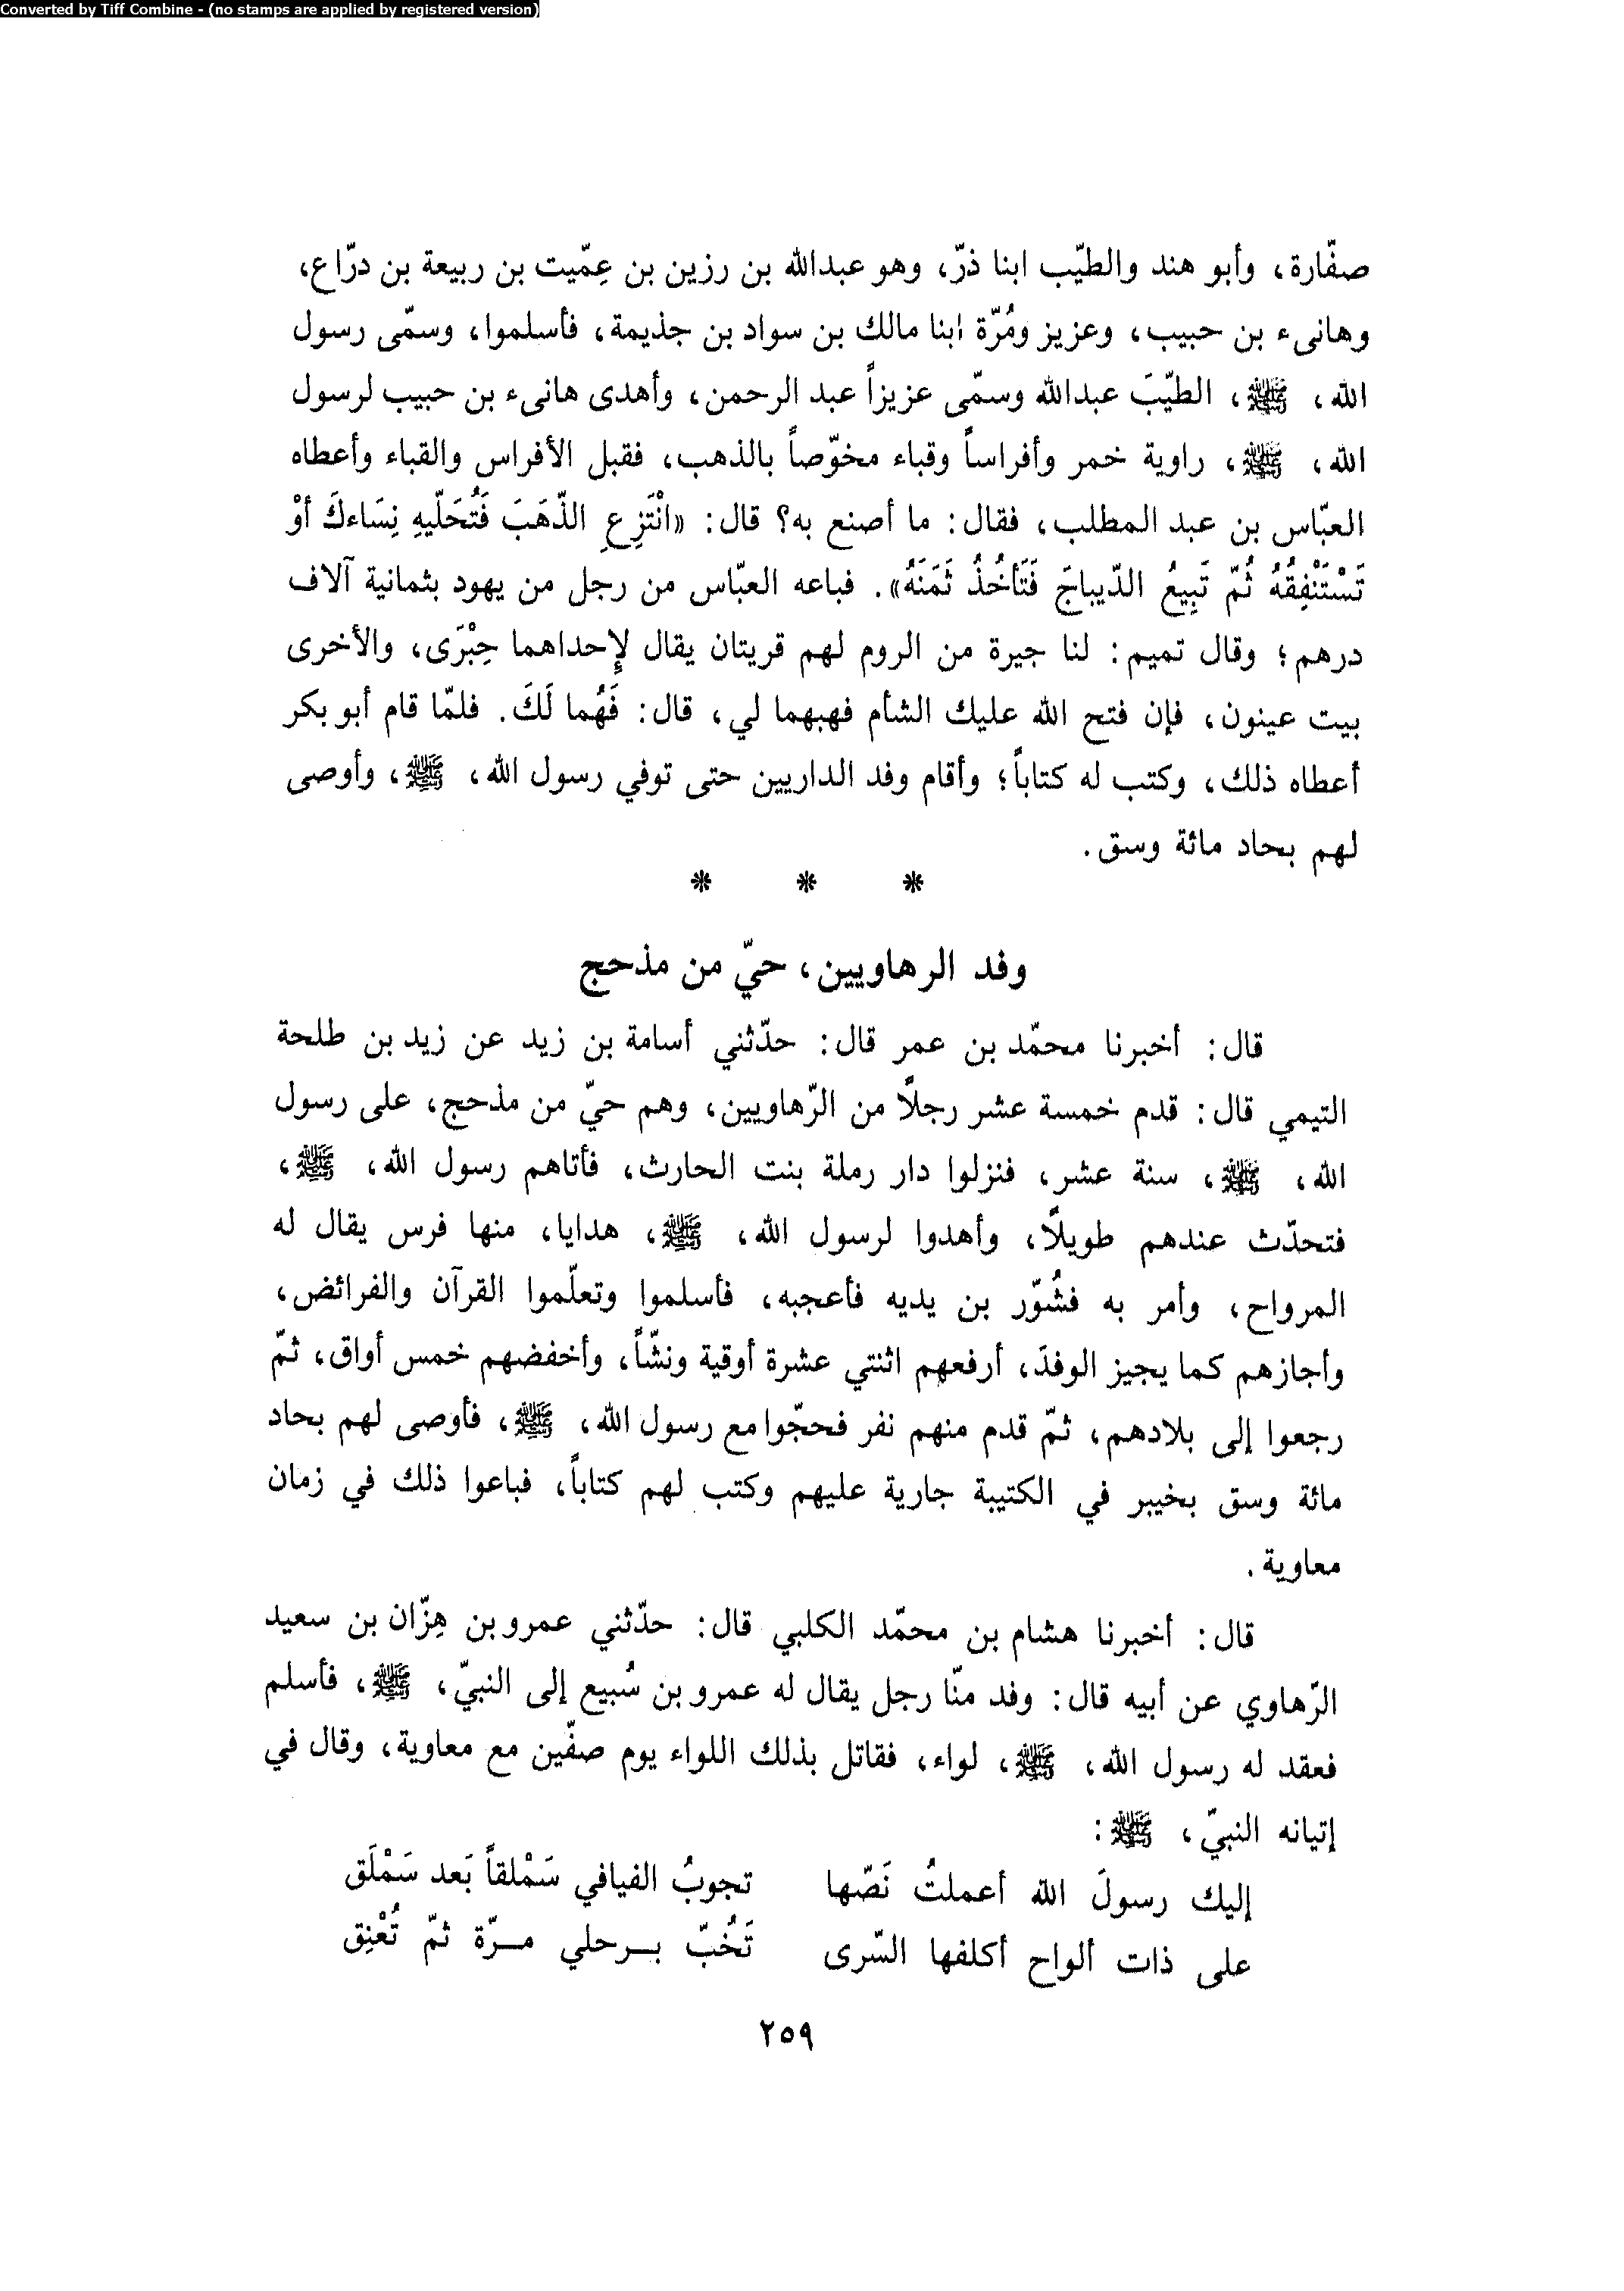 Converted by Tiff Combine - (no stamps are applied by registered version)
صفّارة، وأبو هند والطيّب ابنا ذرّ، وهو عبدالله بن رزين بن عِمّيت بن ربيعة بن درّاع،
وهانىء بن حبيب، وعزيز ومُرّة ابنا مالك بن سواد بن جذيمة، فأسلموا، وسمّى رسول
الله، ﷺ، الطيّبَ عبدالله وسمّى عزيزاً عبد الرحمن، وأهدى هانىء بن حبيب لرسول
الله، ﷺ، راوية خمر وأفراساً وقباء مخوّصاً بالذهب، فقبل الأفراس والقباء وأعطاه
العبّاس بن عبد المطلب، فقال: ما أصنع به؟ قال: «انْتَزِعِ الذّهَبَ فَتُحَلّيهِ نِسَاءكَ أوْ
تَسْتَنْفِقُهُ ثُمّ تَبِيعُ الدّيباجَ فَتَأخُذُ ثَمَنَهُ». فباعه العبّاس من رجل من يهود بثمانية آلاف
درهم؛ وقال تميم: لنا جيرة من الروم لهم قريتان يقال لإحداهما حِبْرَى، والأخرى
بيت عينون، فإن فتح الله عليك الشأم فهبهما لي، قال: فَهُما لَكَ. فلمّا قام أبو بكر
أعطاه ذلك، وكتب له كتاباً؛ وأقام وفد الداريين حتى توفي رسول الله، ﷺ، وأوصى
لهم بحاد مائة وسق.
* * *
وفد الرهاويين، حيّ من مذحج
قال: أخبرنا محمّد بن عمر قال: حدّثني أسامة بن زيد عن زيد بن طلحة
التيمي قال: قدم خمسة عشر رجلاً من الرّهاويين، وهم حيّ من مذحج، على رسول
الله، ﷺ، سنة عشر، فنزلوا دار رملة بنت الحارث، فأتاهم رسول الله، ﷺ،
فتحدّث عندهم طويلاً، وأهدوا لرسول الله، ﷺ، هدايا، منها فرس يقال له
المرواح، وأمر به فشُوّر بن يديه فأعجبه، فأسلموا وتعلّموا القرآن والفرائض،
وأجازهم كما يجيز الوفدَ، أرفعهم اثنتي عشرة أوقية ونشّاً، وأخفضهم خمس أواق، ثمّ
رجعوا إلى بلادهم، ثمّ قدم منهم نفر فحجّوا مع رسول الله، ﷺ، فأوصى لهم بحاد
مائة وسق بخيبر في الكتيبة جارية عليهم وكتب لهم كتاباً، فباعوا ذلك في زمان
معاوية.
قال: أخبرنا هشام بن محمّد الكلبي قال: حدّثني عمرو بن هِزّان بن سعيد
الرّهاوي عن أبيه قال: وفد منّا رجل يقال له عمرو بن سُبيع إلى النبيّ، ﷺ، فأسلم
فعقد له رسول الله، ﷺ، لواء، فقاتل بذلك اللواء يوم صفّين مع معاوية، وقال في
إتيانه النبيّ، ﷺ:
إليك رسولَ الله أعملتُ نَصّها تجوبُ الفيافي سَمْلقاً بَعد سَمْلَق
على ذات ألواح أكلفها السّرى تَخُبّ بـرحلي مـرّة ثمّ تُعْنِق
٢٥٩